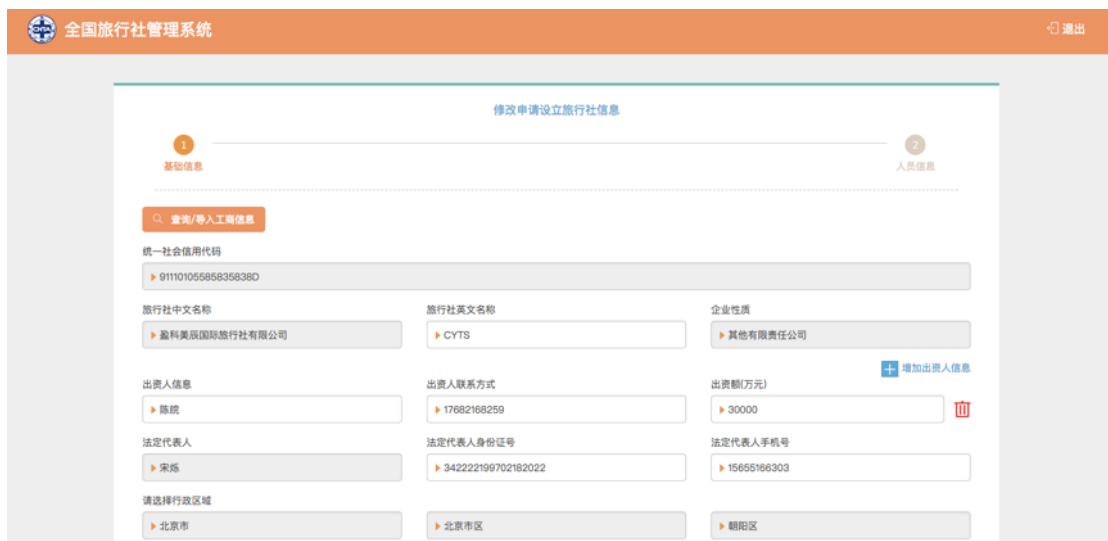 CNTA 全国旅行社管理系统 退出
修改申请设立旅行社信息
1 2
基础信息 人员信息
查询/导入工商信息
统一社会信用代码
91110105585835838D
旅行社中文名称 旅行社英文名称 企业性质
盈科美辰国际旅行社有限公司 CYTS 其他有限责任公司
增加出资人信息
出资人信息 出资人联系方式 出资额(万元)
陈皖 17682168259 30000
法定代表人 法定代表人身份证号 法定代表人手机号
宋烁 342222199702182022 15655166303
请选择行政区域
北京市 北京市区 朝阳区